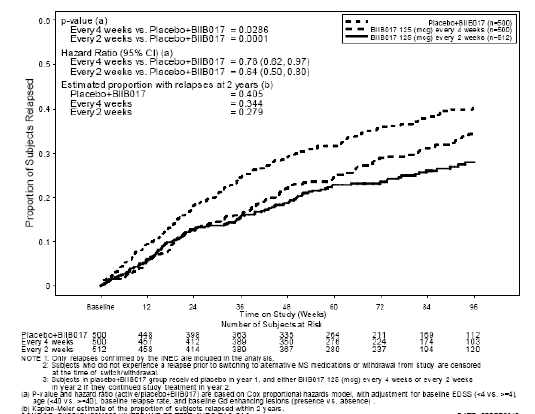 p-value (a)
Every 4 weeks vs. Placebo+BIIB017 = 0.0286
Every 2 weeks vs. Placebo+BIIB017 = 0.0001
Hazard Ratio (95% CI) (a)
Every 4 weeks vs. Placebo+BIIB017 = 0.78 (0.62, 0.97)
Every 2 weeks vs. Placebo+BIIB017 = 0.64 (0.50, 0.80)
Estimated proportion with relapses at 2 years (b)
Placebo+BIIB017 = 0.405
Every 4 weeks = 0.344
Every 2 weeks = 0.279
Placebo+BIIB017 (n=500)
BIIB017 125 (mcg) every 4 weeks (n=500)
BIIB017 125 (mcg) every 2 weeks (n=512)
Proportion of Subjects Relapsed
0.6
0.5
0.4
0.3
0.2
0.1
0
Baseline 12 24 36 48 60 72 84 96
Time on Study (Weeks)
Number of Subjects at Risk
Placebo+BIIB017 500 448 398 363 335 264 211 159 112
Every 4 weeks 500 457 412 389 350 276 224 174 103
Every 2 weeks 512 458 414 389 367 280 237 194 120
NOTE 1: Only relapses confirmed by the INEC are included in the analysis.
2: Subjects who did not experience a relapse prior to switching to alternative MS medications or withdrawal from study are censored
at the time of switch/withdrawal.
3: Subjects in placebo+BIIB017 group received placebo in year 1, and either BIIB017 125 (mcg) every 4 weeks or every 2 weeks
in year 2 if they continued study treatment in year 2.
(a) P-value and hazard ratio (active/placebo+BIIB017) are based on Cox proportional hazards model, with adjustment for baseline EDSS (<4 vs. >=4),
age (<40 vs. >=40), baseline relapse rate, and baseline Gd enhancing lesions (presence vs. absence).
(b) Kaplan-Meier estimate of the proportion of subjects relapsed within 2 years.